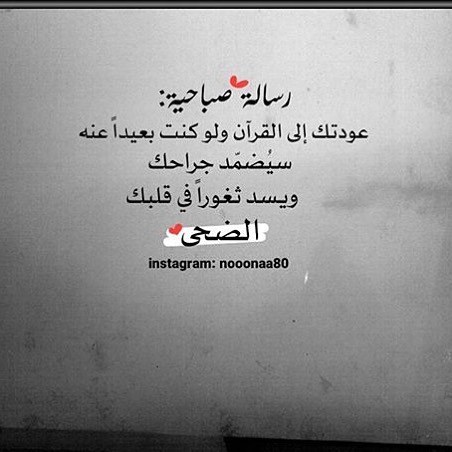 رسالة صباحية:
عودتك إلى القرآن ولو كنت بعيداً عنه
سيُضمّد جراحك
ويسد ثغوراً في قلبك
الضحى
instagram: nooonaa80